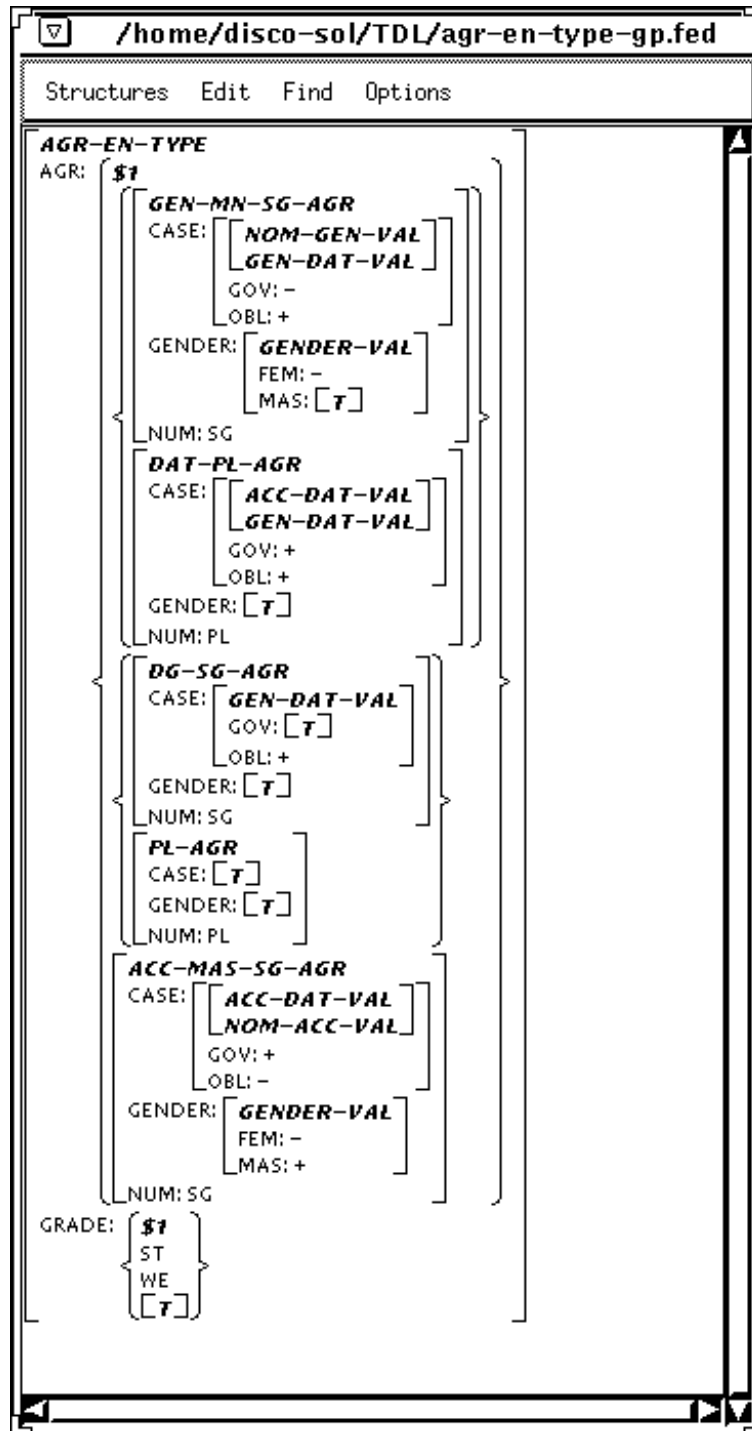 /home/disco-sol/TDL/agr-en-type-gp.fed
Structures Edit Find Options
AGR-EN-TYPE
AGR: $1
GEN-MN-SG-AGR
CASE: NOM-GEN-VAL
GEN-DAT-VAL
GOV: -
OBL: +
GENDER: GENDER-VAL
FEM: -
MAS: [T]
NUM: SG
DAT-PL-AGR
CASE: ACC-DAT-VAL
GEN-DAT-VAL
GOV: +
OBL: +
GENDER: [T]
NUM: PL
DG-SG-AGR
CASE: GEN-DAT-VAL
GOV: [T]
OBL: +
GENDER: [T]
NUM: SG
PL-AGR
CASE: [T]
GENDER: [T]
NUM: PL
ACC-MAS-SG-AGR
CASE: ACC-DAT-VAL
NOM-ACC-VAL
GOV: +
OBL: -
GENDER: GENDER-VAL
FEM: -
MAS: +
NUM: SG
GRADE: $1
ST
WE
[T]